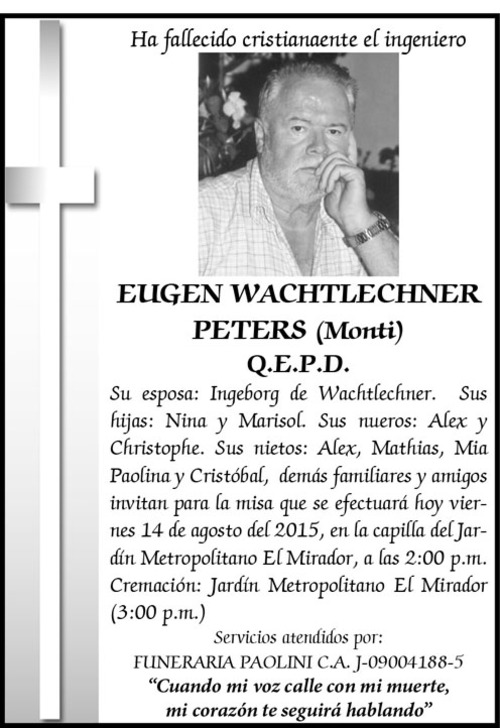 Ha fallecido cristianaente el ingeniero
EUGEN WACHTLECHNER
PETERS (Monti)
Q.E.P.D.
Su esposa: Ingeborg de Wachtlechner. Sus
hijas: Nina y Marisol. Sus nueros: Alex y
Christophe. Sus nietos: Alex, Mathias, Mia
Paolina y Cristóbal, demás familiares y amigos
invitan para la misa que se efectuará hoy vier-
nes 14 de agosto del 2015, en la capilla del Jar-
dín Metropolitano El Mirador, a las 2:00 p.m.
Cremación: Jardín Metropolitano El Mirador
(3:00 p.m.)
Servicios atendidos por:
FUNERARIA PAOLINI C.A. J-09004188-5
“Cuando mi voz calle con mi muerte,
mi corazón te seguirá hablando”